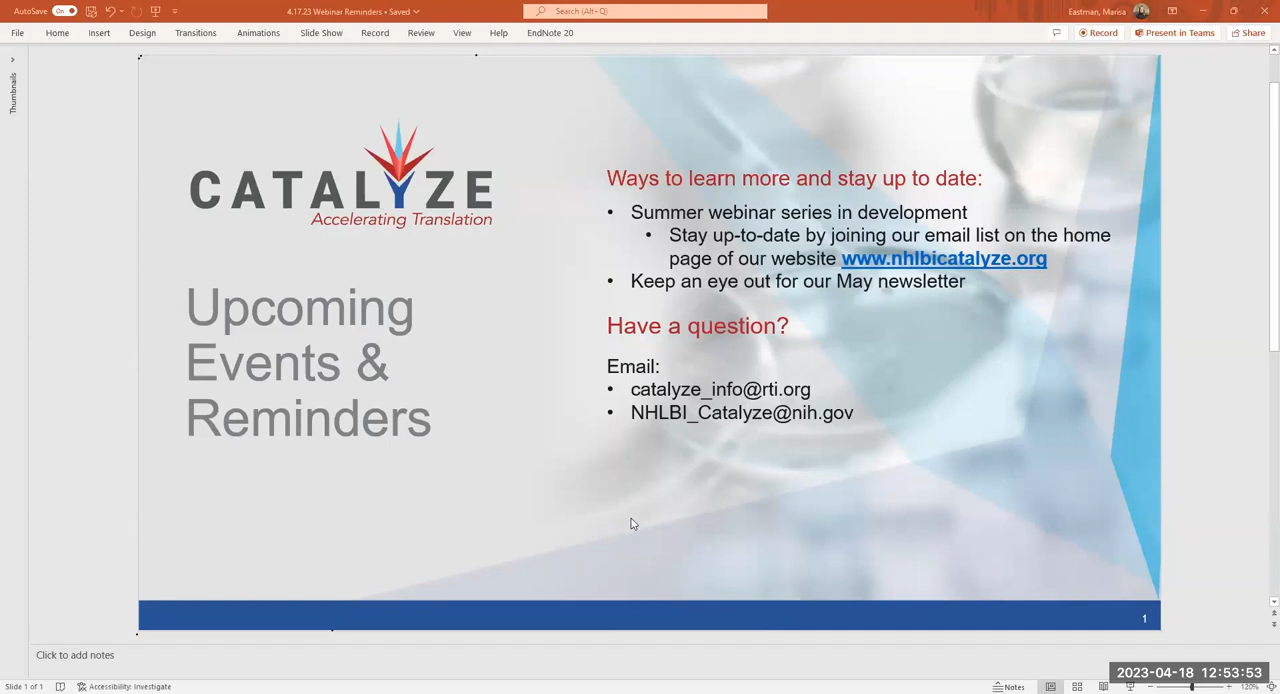 AutoSave On 4.17.23 Webinar Reminders • Saved Search (Alt+Q) Eastman, Marisa
File Home Insert Design Transitions Animations Slide Show Record Review View Help EndNote 20 Record Present in Teams Share
Thumbnails
CATALYZE
Accelerating Translation
Upcoming
Events &
Reminders
Ways to learn more and stay up to date:
• Summer webinar series in development
• Stay up-to-date by joining our email list on the home
page of our website www.nhlbicatalyze.org
• Keep an eye out for our May newsletter
Have a question?
Email:
• catalyze_info@rti.org
• NHLBI_Catalyze@nih.gov
1
Click to add notes
2023-04-18 12:53:53
Slide 1 of 1 Accessibility: Investigate Notes 120%